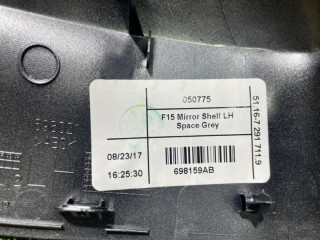 050775
F15 Mirror Shell LH
Space Grey
08/23/17
16:25:30
698159AB
51.16-7 291 711.9